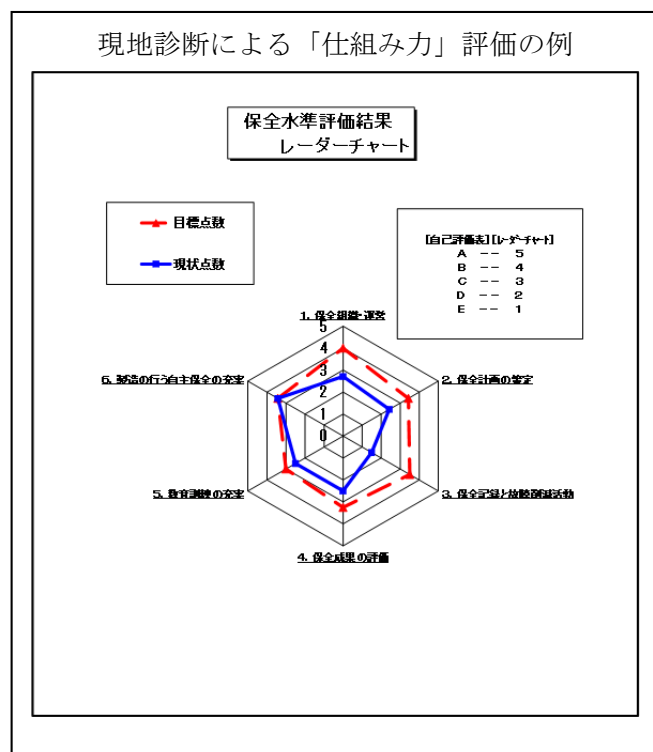 現地診断による「仕組み力」評価の例
保全水準評価結果
レーダーチャート
目標点数
現状点数
[自己評価表][レーダーチャート]
A -- 5
B -- 4
C -- 3
D -- 2
E -- 1
1. 保全組織・運営
2. 保全計画の策定
3. 保全記録と故障削減活動
4. 保全成果の評価
5. 教育訓練の充実
6. 製造の行う自主保全の充実
5
4
3
2
1
0